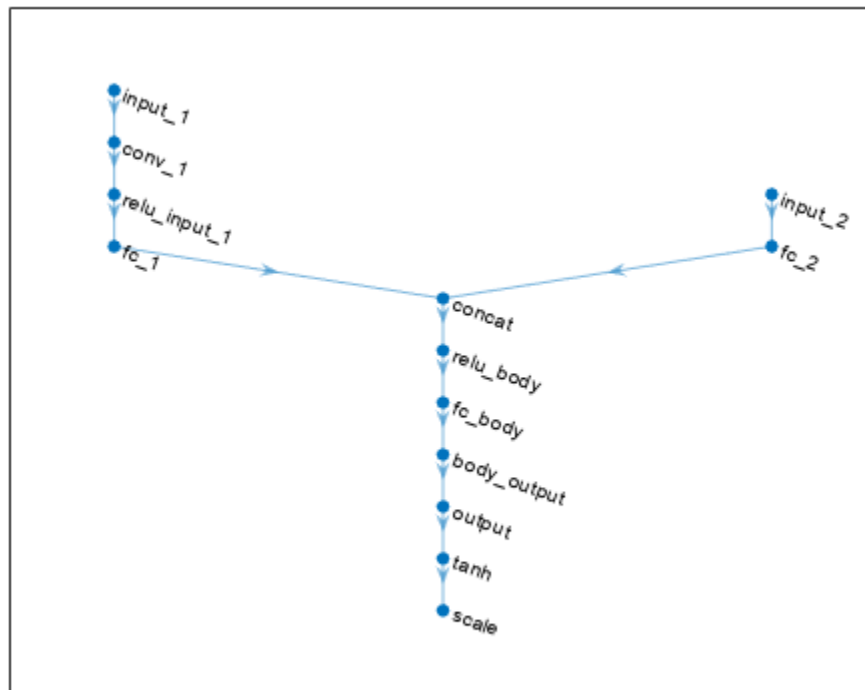 input_1
conv_1
relu_input_1
fc_1
input_2
fc_2
concat
relu_body
fc_body
body_output
output
tanh
scale